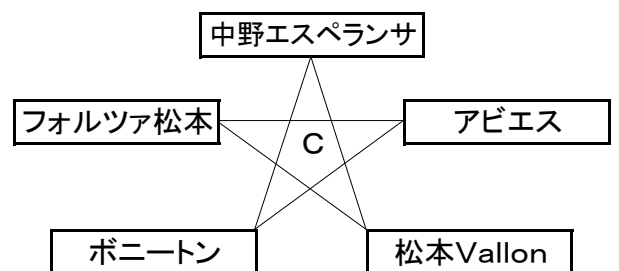 中野エスペランサ
フォルツァ松本
アビエス
C
ボニートン
松本Vallon